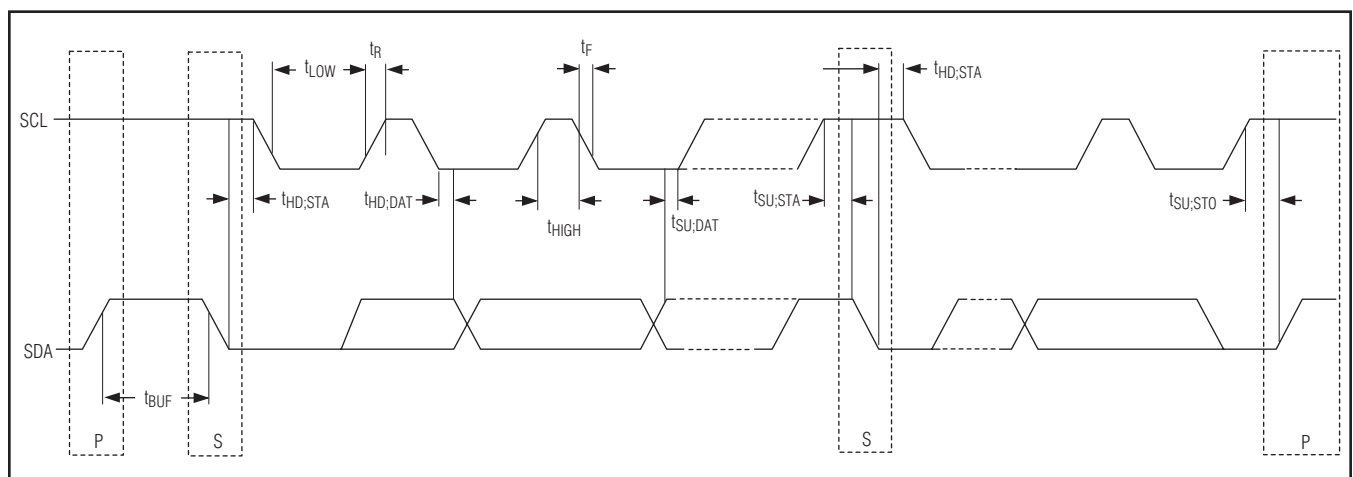 tLOW
tR
tF
tHD;STA
SCL
tHD;STA
tHD;DAT
tHIGH
tSU;DAT
tSU;STA
tSU;STO
SDA
tBUF
P
S
S
P